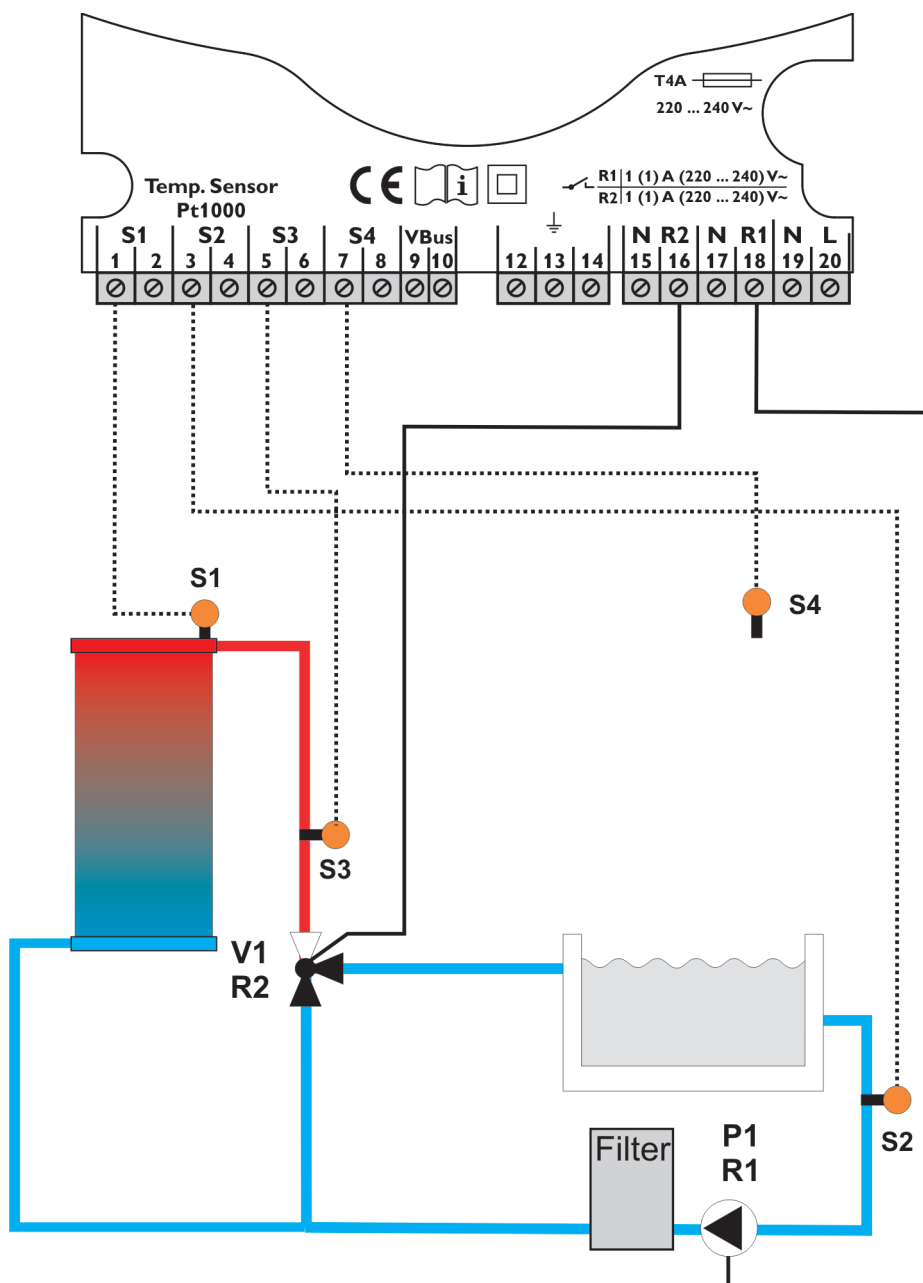 T4A
220 ... 240 V~
Temp. Sensor
Pt1000
CE i
R1 1 (1) A (220 ... 240) V~
R2 1 (1) A (220 ... 240) V~
S1 S2 S3 S4 VBus N R2 N R1 N L
1 2 3 4 5 6 7 8 9 10 12 13 14 15 16 17 18 19 20
S1
S4
S3
V1
R2
P1
R1
Filter
S2